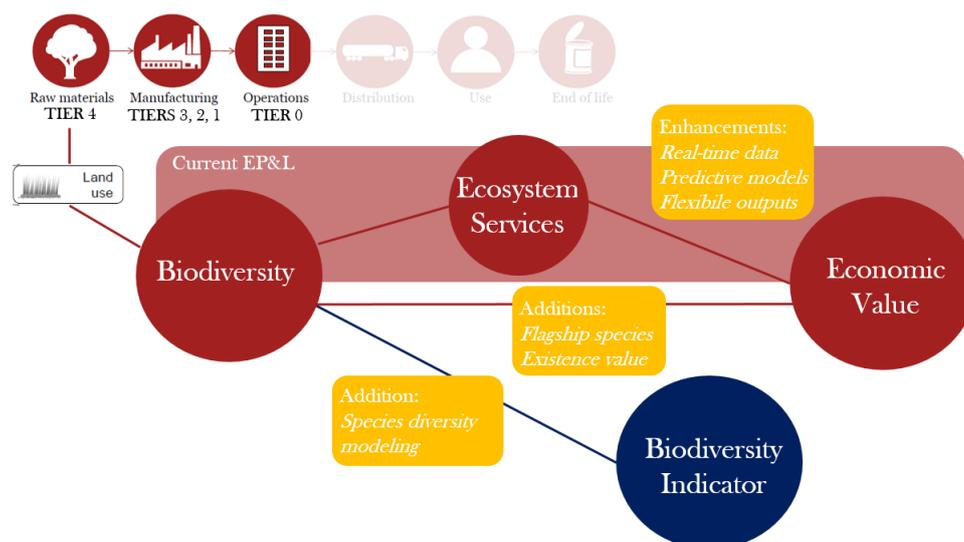 Raw materials
TIER 4
Manufacturing
TIERS 3, 2, 1
Operations
TIER 0
Distribution
Use
End of life
Land
use
Current EP&L
Enhancements:
Real-time data
Predictive models
Flexibile outputs
Ecosystem
Services
Biodiversity
Economic
Value
Additions:
Flagship species
Existence value
Addition:
Species diversity
modeling
Biodiversity
Indicator